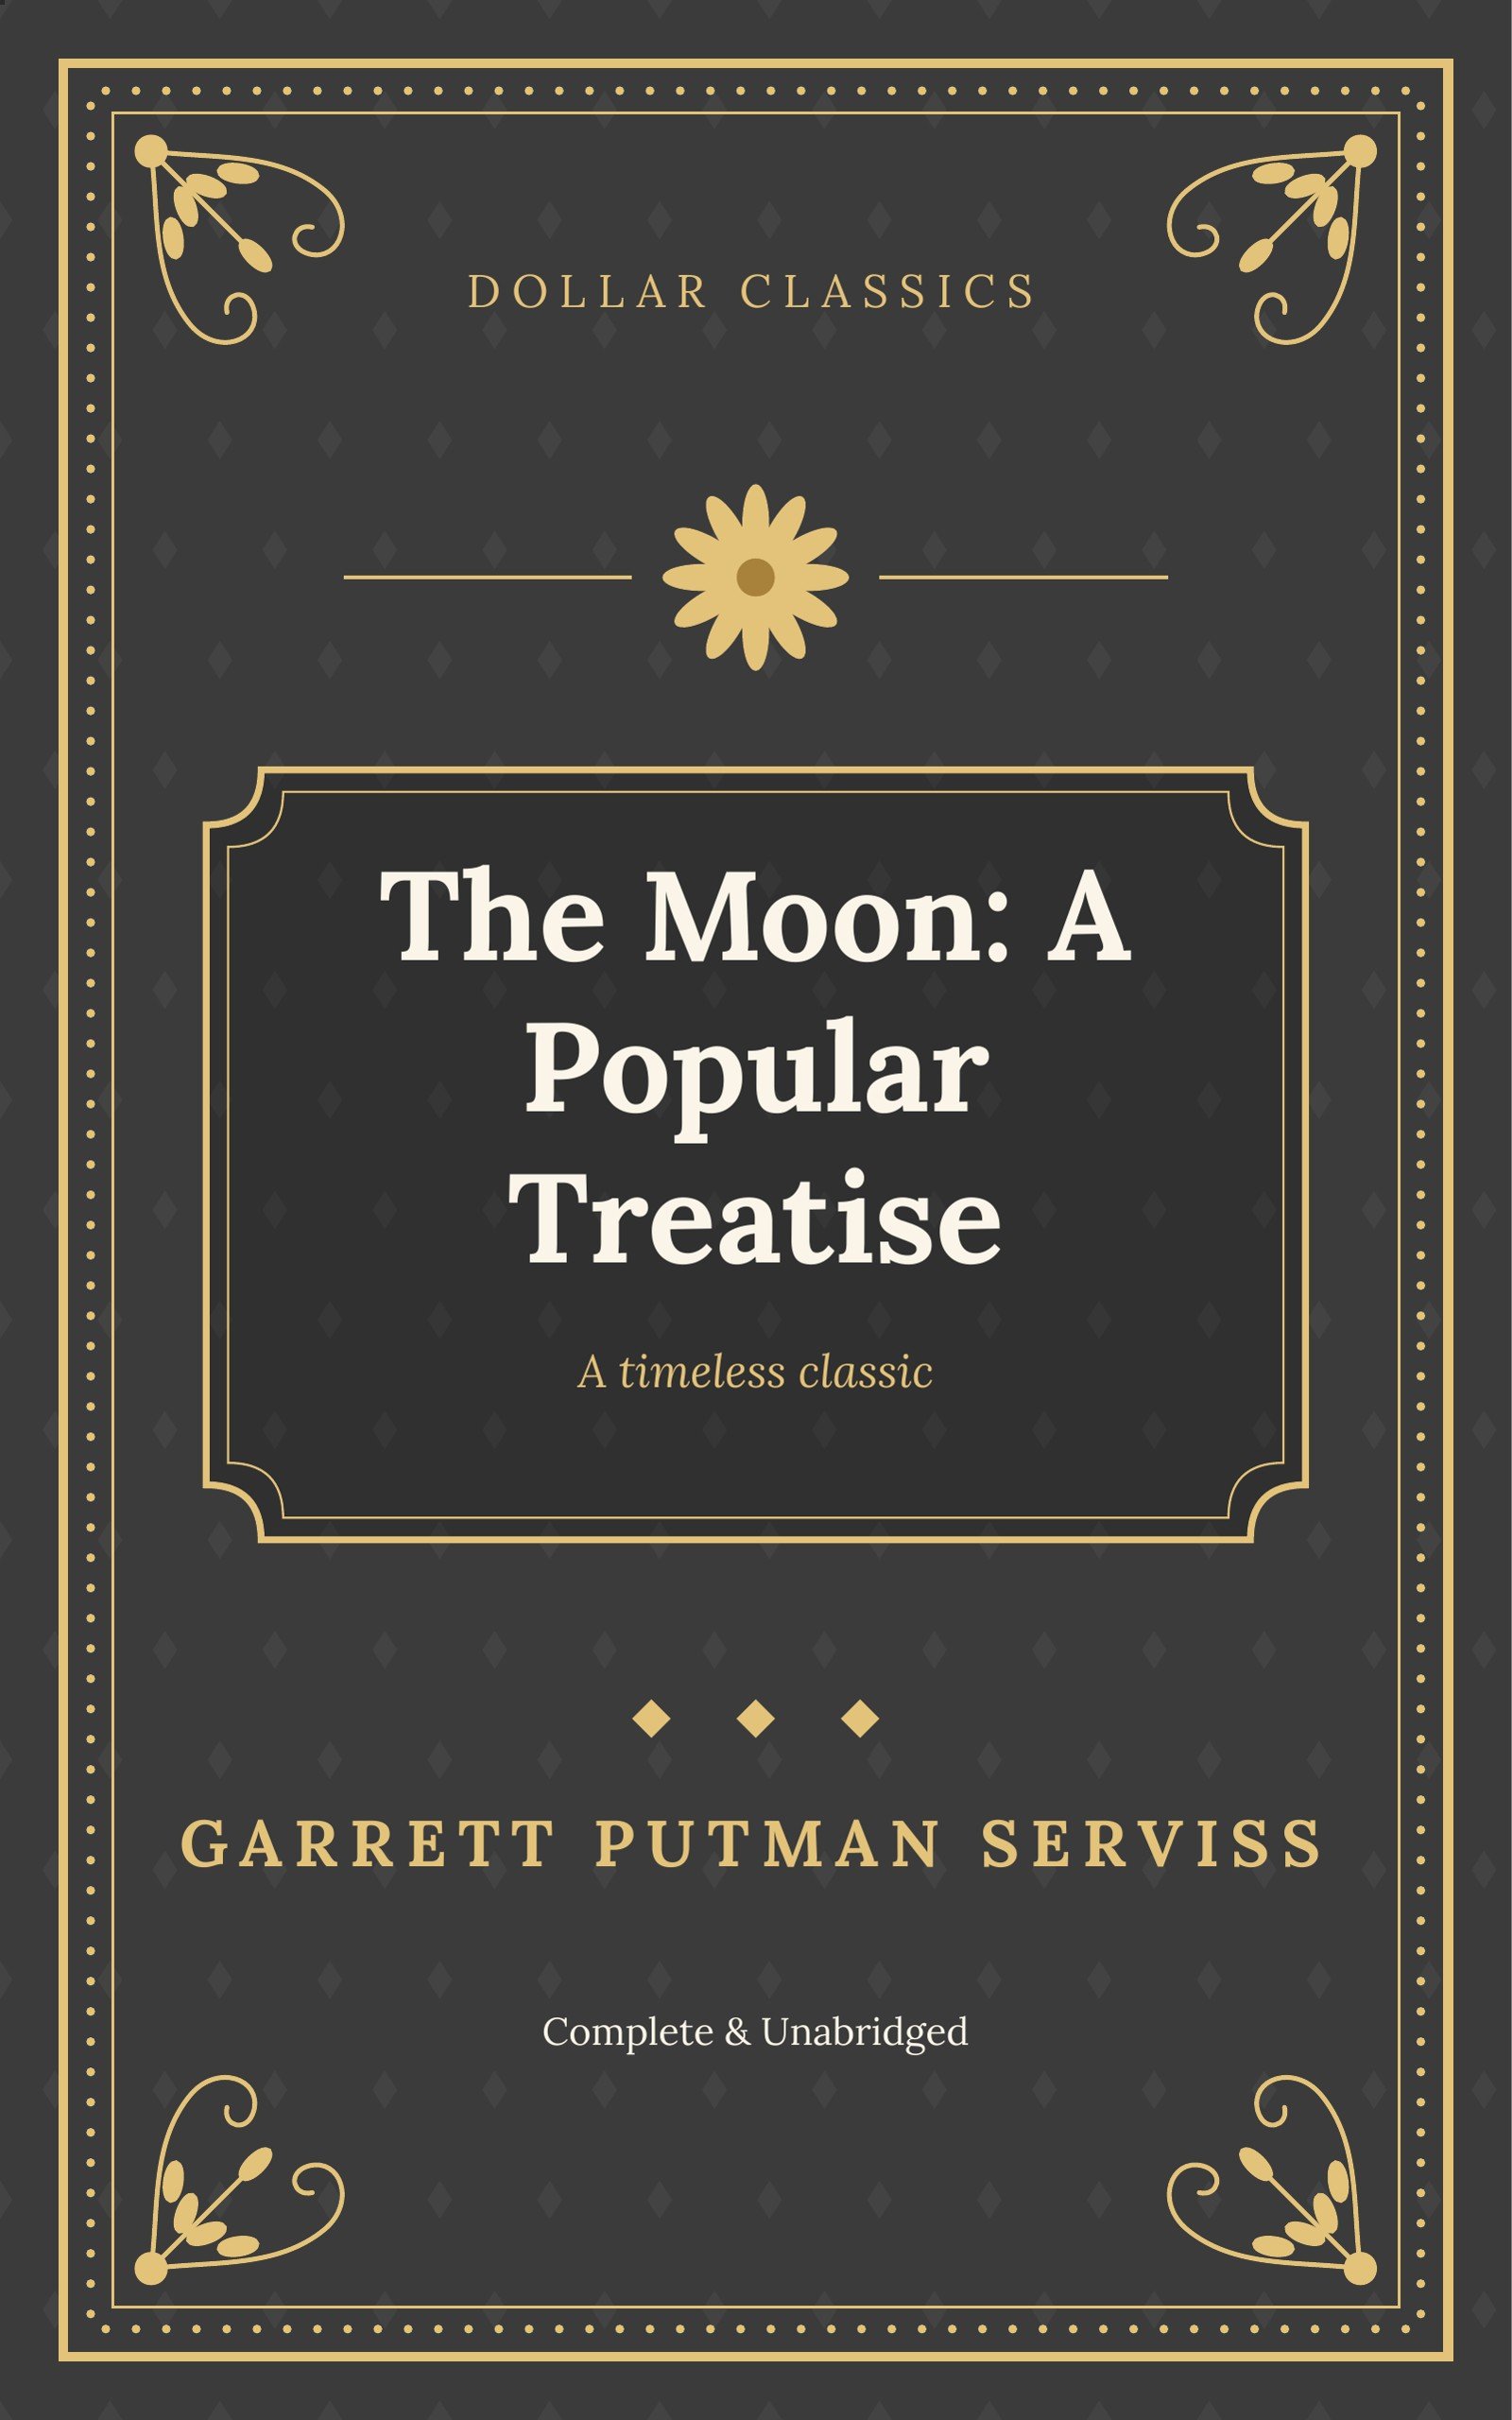 DOLLAR CLASSICS
The Moon: A
Popular
Treatise
A timeless classic
GARRETT PUTMAN SERVISS
Complete & Unabridged